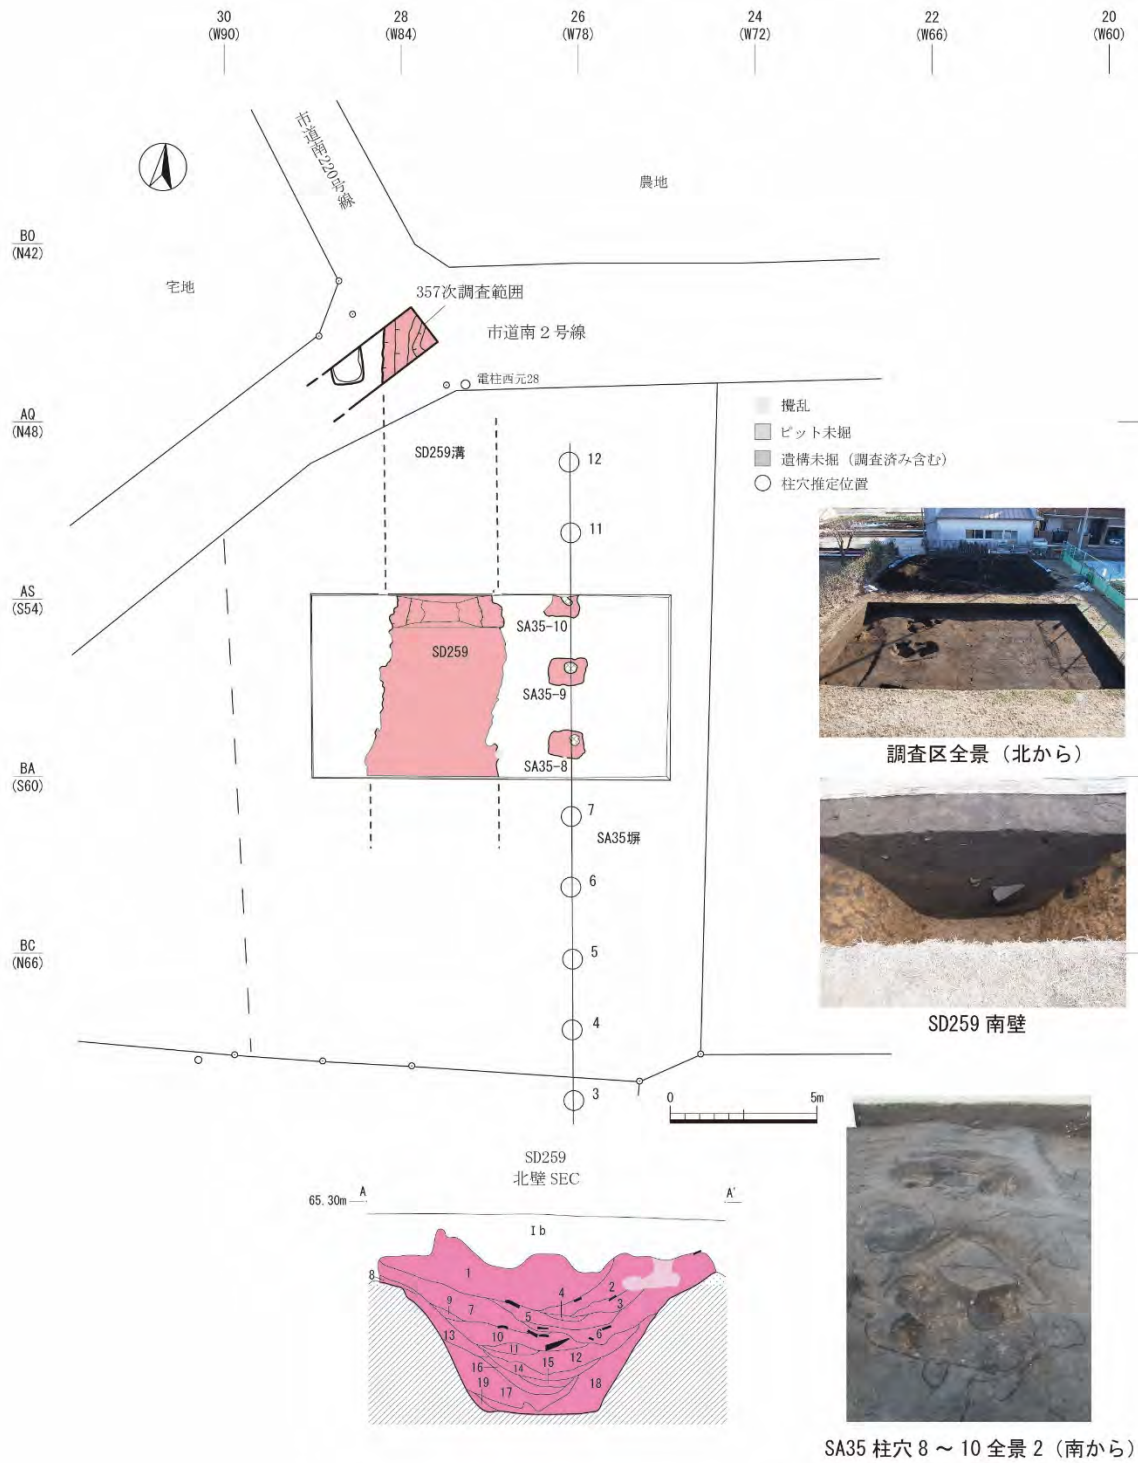 30 28 26 24 22 20
(W90) (W84) (W78) (W72) (W66) (W60)
市道南220号線
農地
BO
(N42)
宅地
357次調査範囲
市道南2号線
電柱西元28
AQ
(N48)
攪乱
ピット未掘
遺構未掘（調査済み含む）
柱穴推定位置
SD259溝
12
11
AS
(S54)
SA35-10
SD259
SA35-9
SA35-8
調査区全景（北から）
BA
(S60)
7
SA35塀
6
5
BC
(N66)
4
SD259 南壁
3
0 5m
SD259
北壁 SEC
65.30m A A'
Ⅰb
1
8
2
4
3
9
7
5
10
6
13
11
12
15
16
14
19
17
18
SA35 柱穴 8 ～ 10 全景 2（南から）